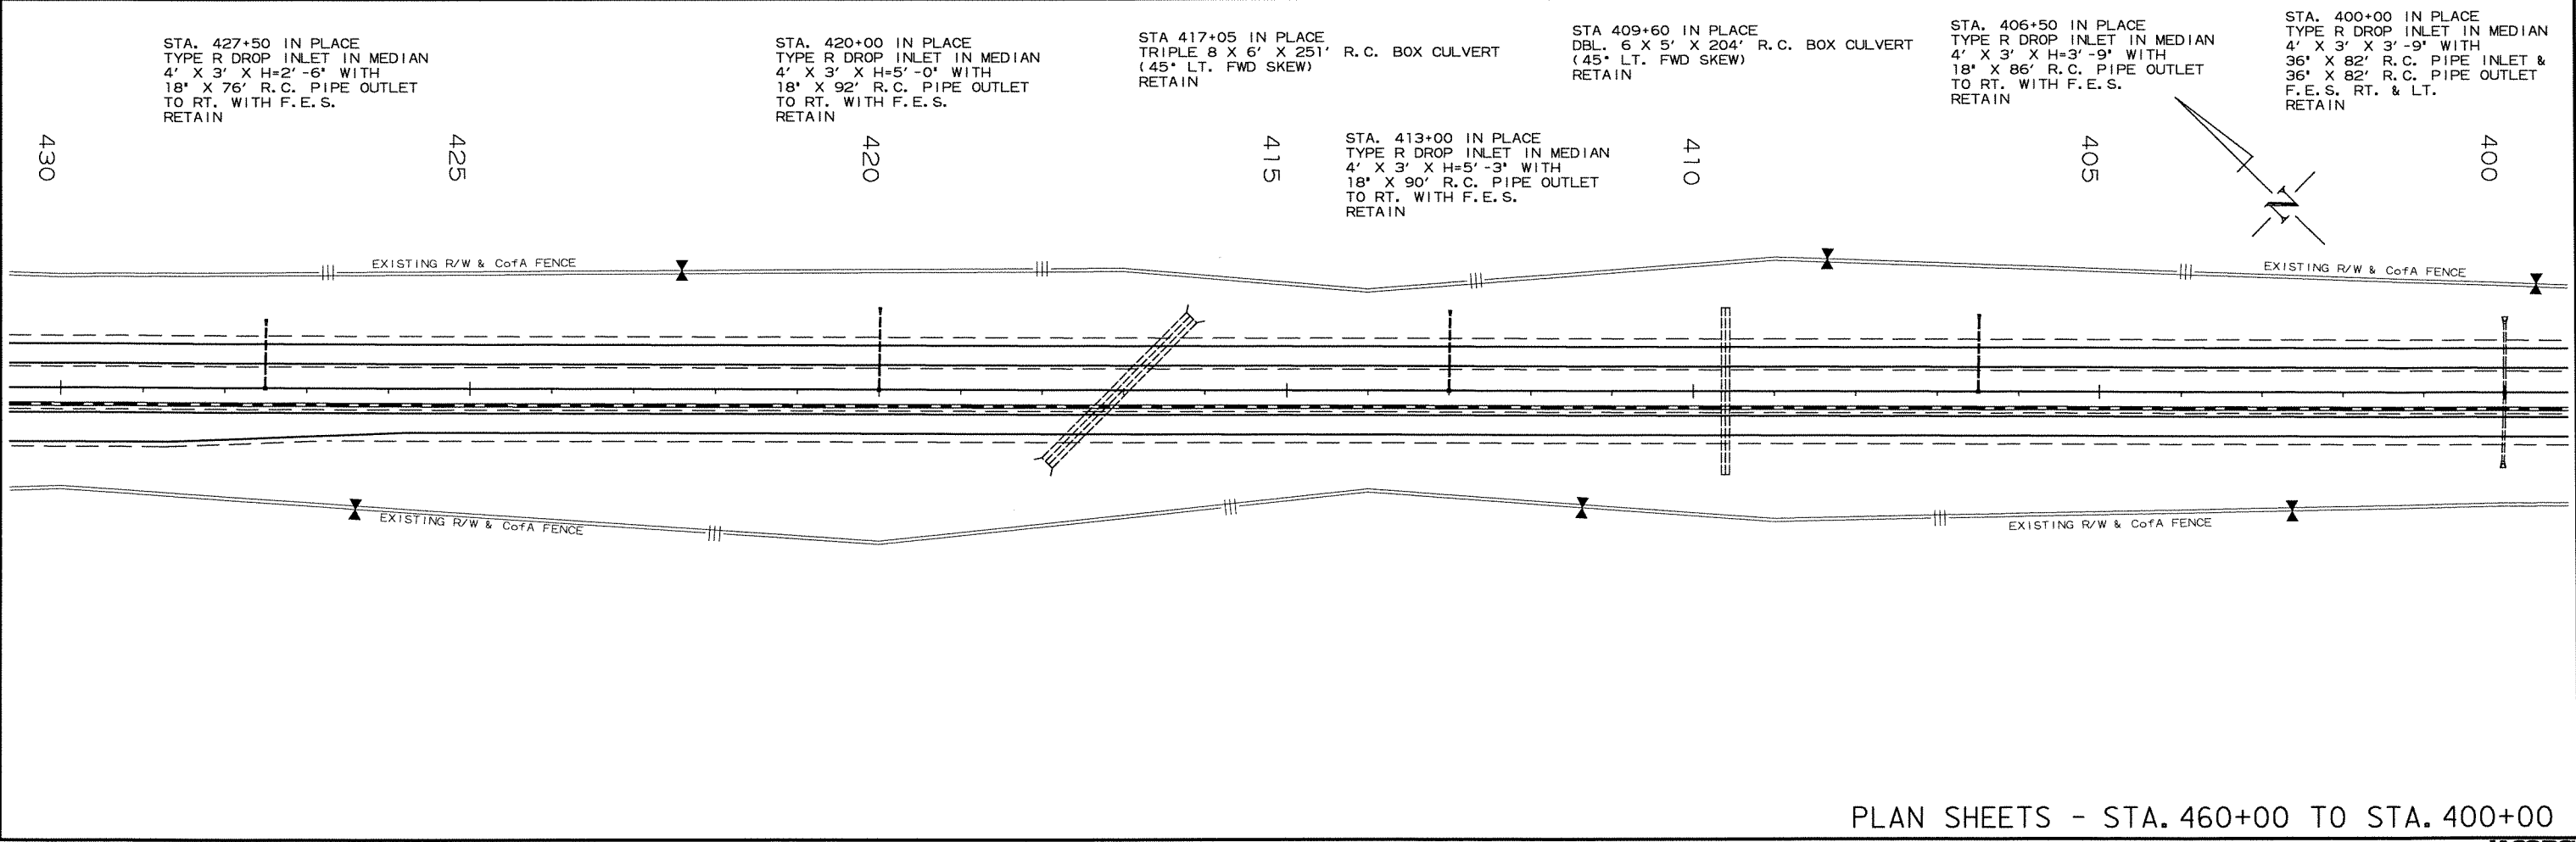 STA. 427+50 IN PLACE
TYPE R DROP INLET IN MEDIAN
4' X 3' X H=2'-6" WITH
18" X 76' R.C. PIPE OUTLET
TO RT. WITH F.E.S.
RETAIN
STA. 420+00 IN PLACE
TYPE R DROP INLET IN MEDIAN
4' X 3' X H=5'-0" WITH
18" X 92' R.C. PIPE OUTLET
TO RT. WITH F.E.S.
RETAIN
STA 417+05 IN PLACE
TRIPLE 8 X 6' X 251' R.C. BOX CULVERT
(45° LT. FWD SKEW)
RETAIN
STA. 413+00 IN PLACE
TYPE R DROP INLET IN MEDIAN
4' X 3' X H=5'-3" WITH
18" X 90' R.C. PIPE OUTLET
TO RT. WITH F.E.S.
RETAIN
STA 409+60 IN PLACE
DBL. 6 X 5' X 204' R.C. BOX CULVERT
(45° LT. FWD SKEW)
RETAIN
STA. 406+50 IN PLACE
TYPE R DROP INLET IN MEDIAN
4' X 3' X H=3'-9" WITH
18" X 86' R.C. PIPE OUTLET
TO RT. WITH F.E.S.
RETAIN
STA. 400+00 IN PLACE
TYPE R DROP INLET IN MEDIAN
4' X 3' X 3'-9" WITH
36" X 82' R.C. PIPE INLET &
36" X 82' R.C. PIPE OUTLET
F.E.S. RT. & LT.
RETAIN
430
425
420
415
410
405
400
N
EXISTING R/W & CofA FENCE
EXISTING R/W & CofA FENCE
EXISTING R/W & CofA FENCE
EXISTING R/W & CofA FENCE
PLAN SHEETS - STA. 460+00 TO STA. 400+00